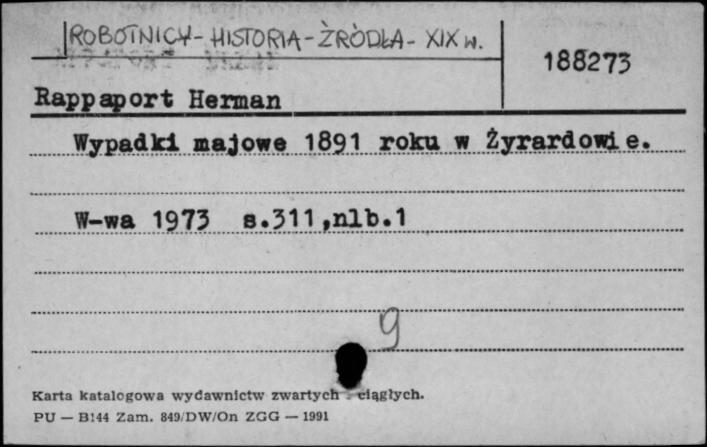 ROBOTNICY - HISTORIA - ŻRÓDŁA - XIX w.
188273
Rappaport Herman
Wypadki majowe 1891 roku w Żyrardowie.
W-wa 1973 s.311,nlb.1
9
Karta katalogowa wydawnictw zwartych - ciągłych.
PU — B144 Zam. 849/DW/On ZGG — 1991